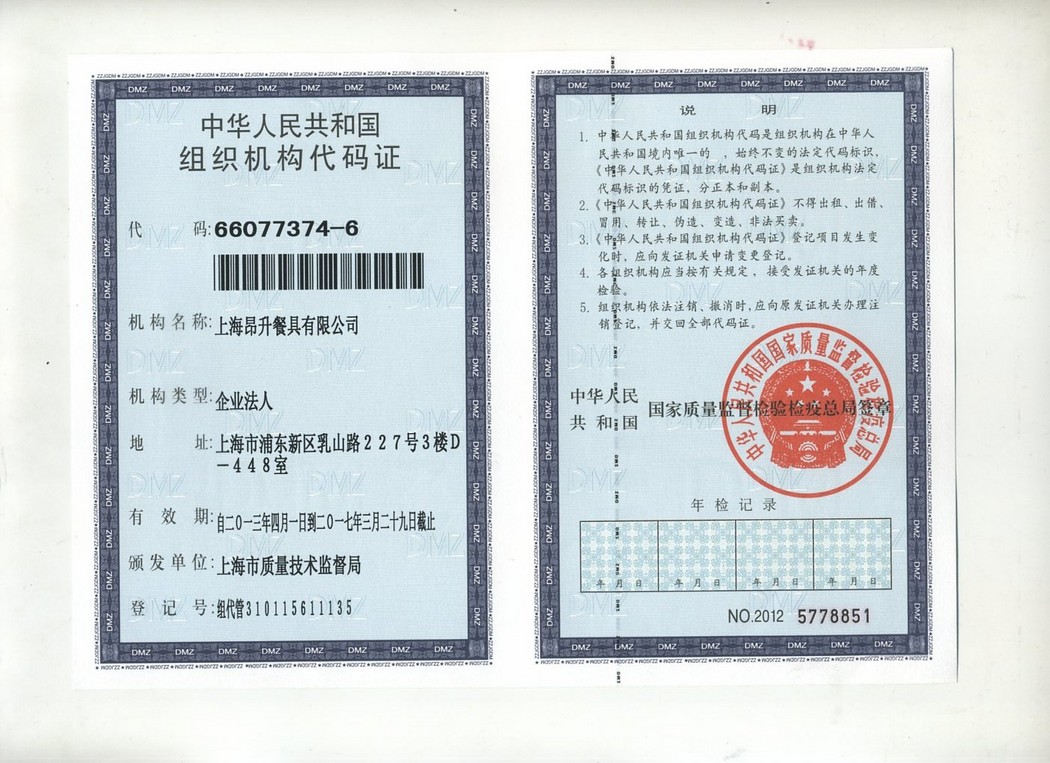 中华人民共和国
组织机构代码证
代 码:66077374-6
机构名称:上海昂升餐具有限公司
机构类型:企业法人
地 址:上海市浦东新区乳山路227号3楼D
-448室
有 效 期:自二0一三年四月一日到二0一七年三月二十九日截止
颁发单位:上海市质量技术监督局
登 记 号:组代管310115611135
说 明
1. 中华人民共和国组织机构代码是组织机构在中华人
民共和国境内唯一的 、始终不变的法定代码标识，
《中华人民共和国组织机构代码证》是组织机构法定
代码标识的凭证，分正本和副本。
2.《中华人民共和国组织机构代码证》不得出租、出借、
冒用、转让、伪造、变造、非法买卖。
3.《中华人民共和国组织机构代码证》登记项目发生变
化时，应向发证机关申请变更登记。
4. 各组织机构应当按有关规定，接受发证机关的年度
检验。
5. 组织机构依法注销、撤消时，应向原发证机关办理注
销登记，并交回全部代码证。
中华人民
共和国 国家质量监督检验检疫总局签章
中华人民共和国国家质量监督检验检疫总局
年检记录
年 月 日 年 月 日 年 月 日 年 月 日
NO.2012 5778851